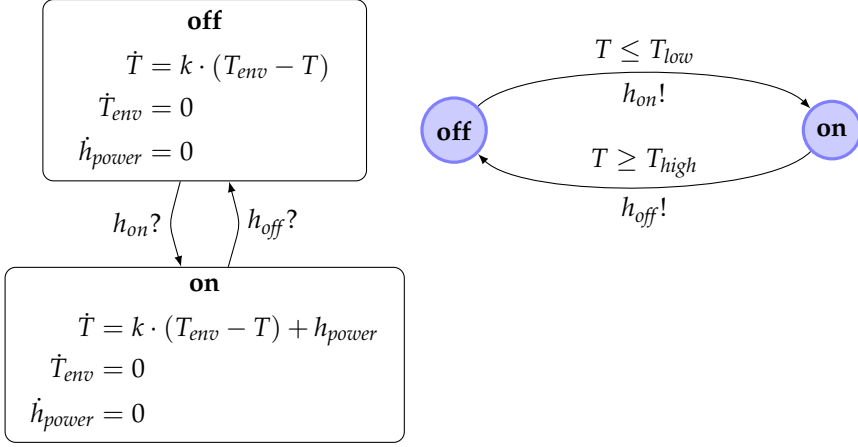 off
Ṫ = k · (T_env − T)
Ṫ_env = 0
ḣ_power = 0
h_on?
h_off?
on
Ṫ = k · (T_env − T) + h_power
Ṫ_env = 0
ḣ_power = 0
T ≤ T_low
h_on!
off
on
T ≥ T_high
h_off!